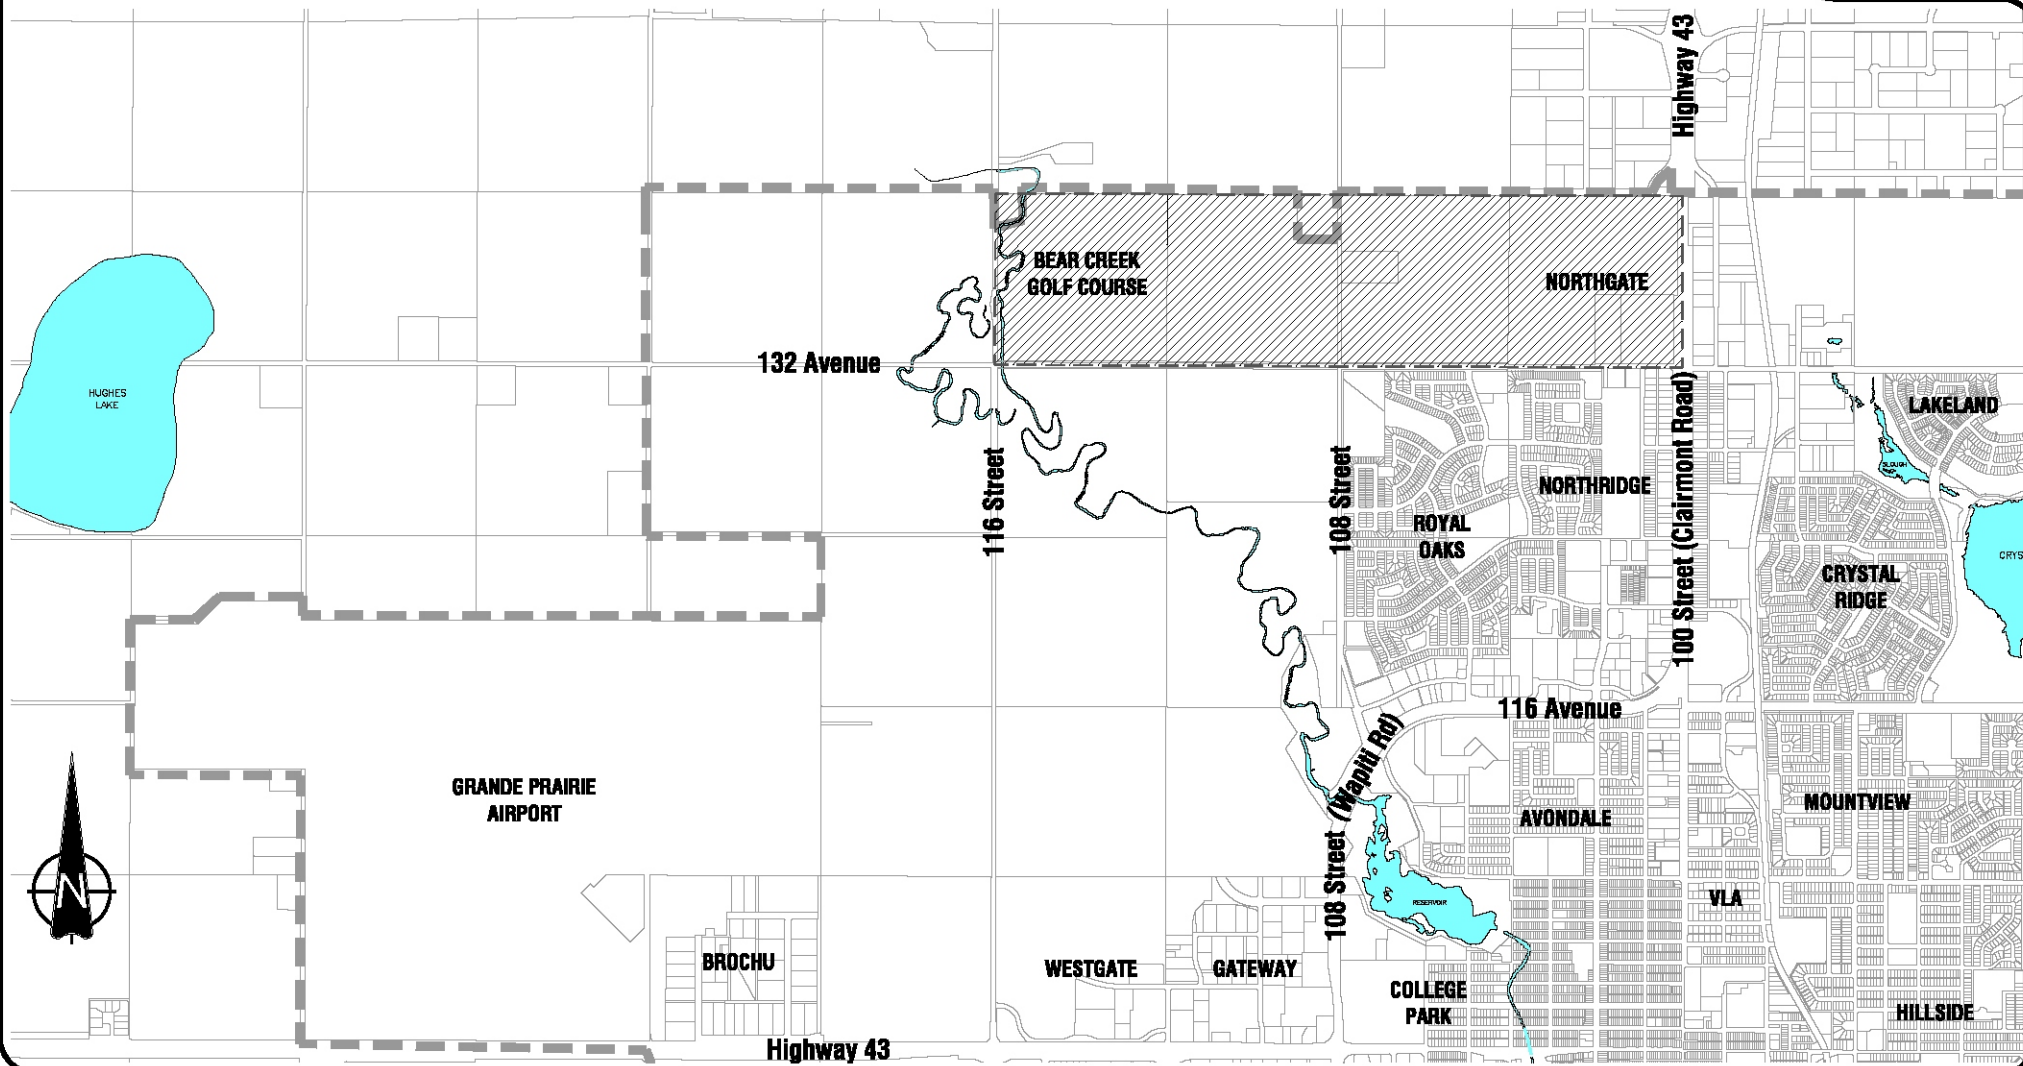 Highway 43
BEAR CREEK
GOLF COURSE
NORTHGATE
132 Avenue
HUGHES
LAKE
LAKELAND
116 Street
108 Street
100 Street (Clairmont Road)
SLOUGH
NORTHRIDGE
ROYAL
OAKS
CRYS
CRYSTAL
RIDGE
116 Avenue
108 Street (Wapiti Rd)
GRANDE PRAIRIE
AIRPORT
MOUNTVIEW
AVONDALE
N
VLA
RESERVOIR
BROCHU
WESTGATE
GATEWAY
COLLEGE
PARK
HILLSIDE
Highway 43